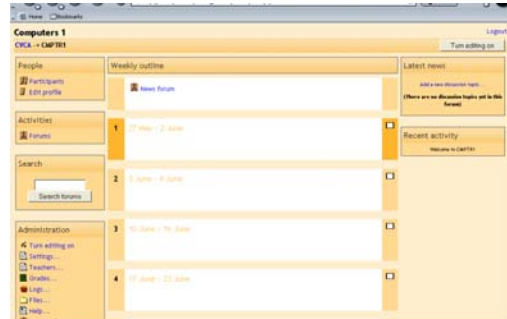 Home Bookmarks
Computers 1
Logout
CVCA → CMPTR1
Turn editing on
People
Participants
Edit profile
Activities
Forums
Search
Search forums
Administration
Turn editing on
Settings...
Teachers...
Grades...
Logs...
Files...
Help...
Weekly outline
News forum
1 27 May - 2 June
2 3 June - 9 June
3 10 June - 16 June
4 17 June - 23 June
Latest news
Add a new discussion topic...
(There are no discussion topics yet in this
forum)
Recent activity
Welcome to CMPTR1